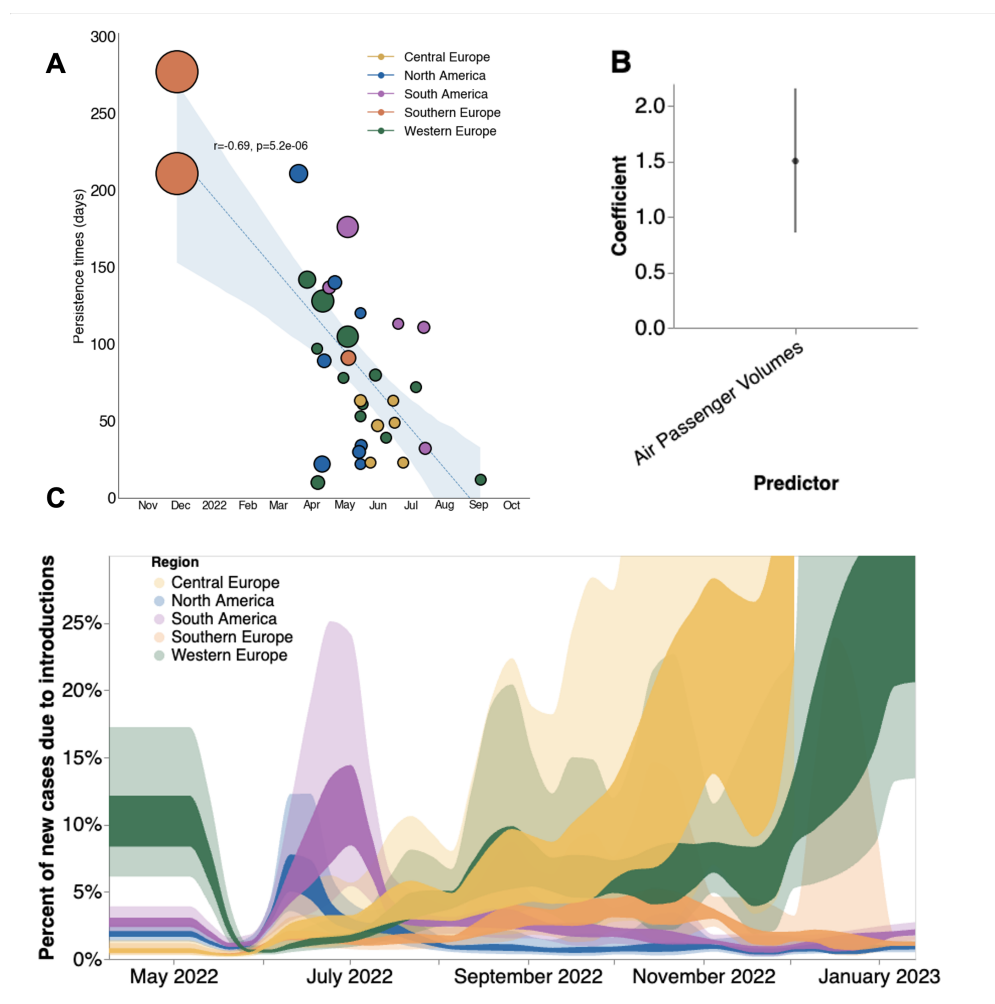 A
300
250
200
150
100
50
0
Persistence times (days)
Central Europe
North America
South America
Southern Europe
Western Europe
r=-0.69, p=5.2e-06
Nov Dec 2022 Feb Mar Apr May Jun Jul Aug Sep Oct
B
2.0
1.5
1.0
0.5
0.0
Coefficient
Air Passenger Volumes
Predictor
C
Percent of new cases due to introductions
25%
20%
15%
10%
5%
0%
Region
Central Europe
North America
South America
Southern Europe
Western Europe
May 2022 July 2022 September 2022 November 2022 January 2023